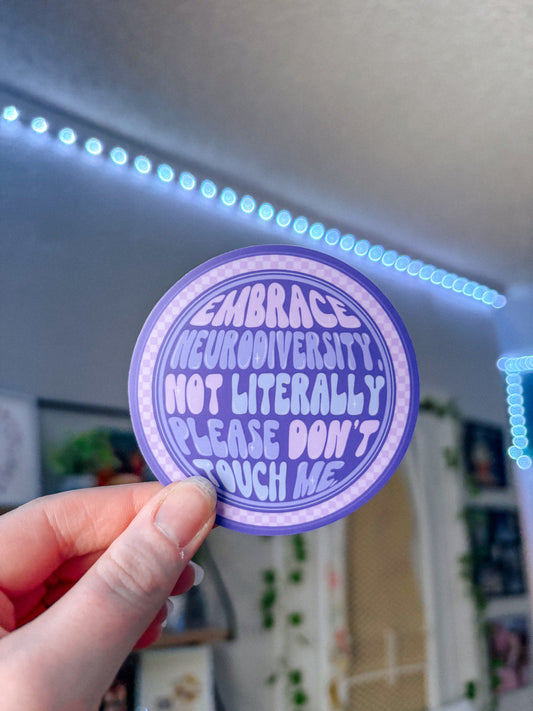 EMBRACE
NEURODIVERSITY,
NOT LITERALLY
PLEASE DON'T
TOUCH ME.